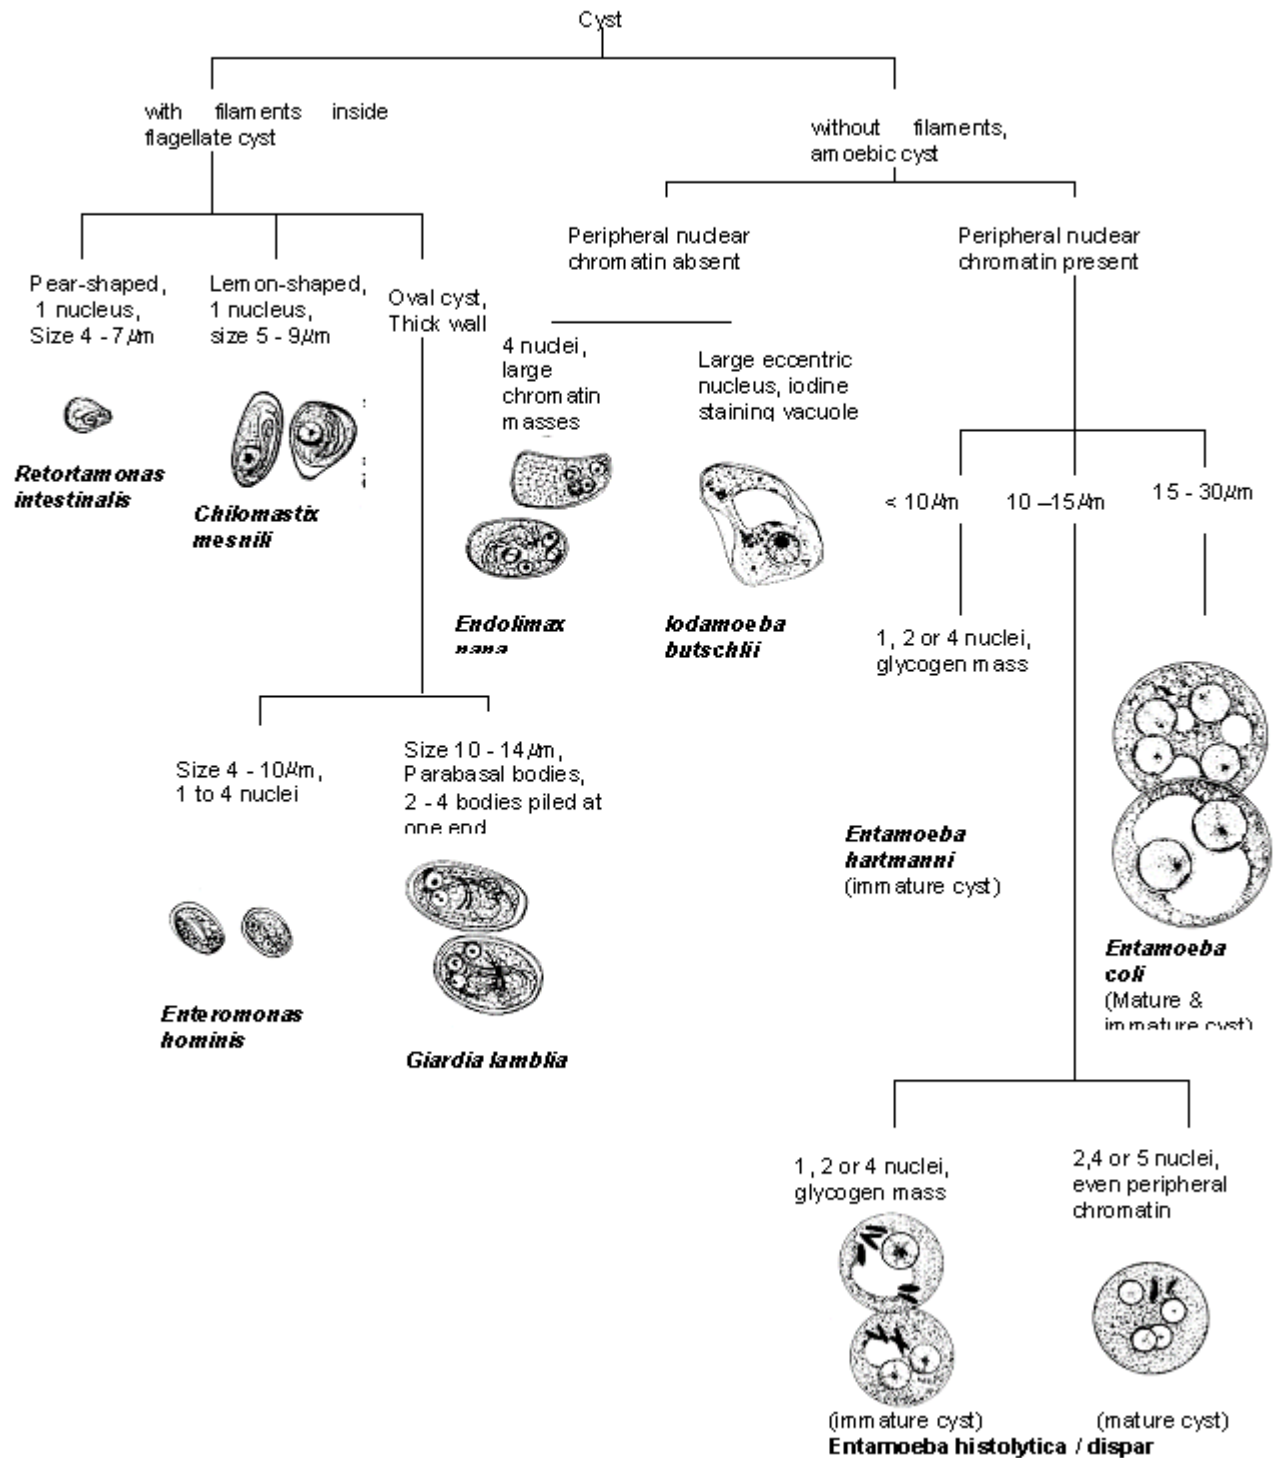 Cyst
with filaments inside
flagellate cyst
without filaments,
amoebic cyst
Peripheral nuclear
chromatin absent
Peripheral nuclear
chromatin present
Pear-shaped,
1 nucleus,
Size 4 - 7µm
Lemon-shaped,
1 nucleus,
size 5 - 9µm
Oval cyst,
Thick wall
4 nuclei,
large
chromatin
masses
Large eccentric
nucleus, iodine
staining vacuole
Retortamonas
intestinalis
Chilomastix
mesnili
< 10µm
10 –15µm
15 - 30µm
Endolimax
nana
Iodamoeba
butschlii
1, 2 or 4 nuclei,
glycogen mass
Size 4 - 10µm,
1 to 4 nuclei
Size 10 - 14µm,
Parabasal bodies,
2 - 4 bodies piled at
one end
Entamoeba
hartmanni
(immature cyst)
Entamoeba
coli
(Mature &
immature cyst)
Enteromonas
hominis
Giardia lamblia
1, 2 or 4 nuclei,
glycogen mass
2,4 or 5 nuclei,
even peripheral
chromatin
(immature cyst)
(mature cyst)
Entamoeba histolytica / dispar